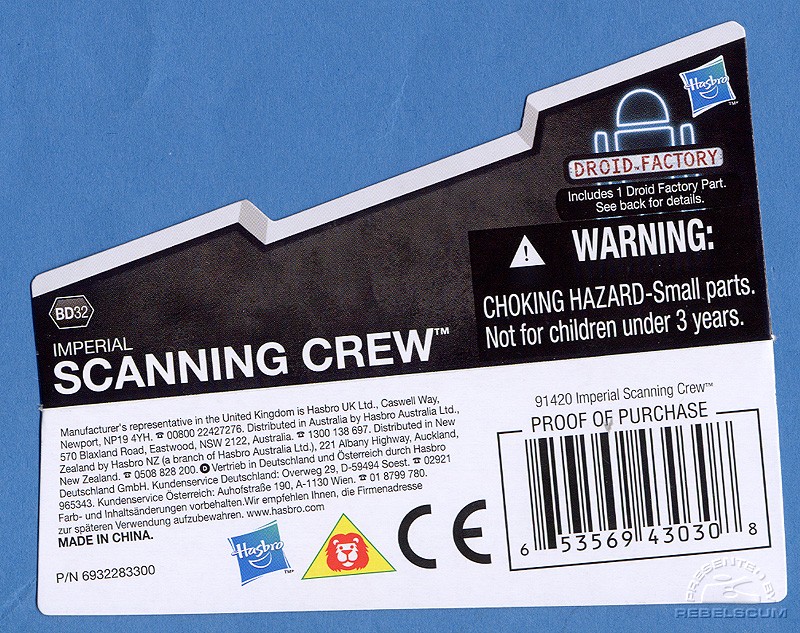 Hasbro
TM
DROID FACTORY
Includes 1 Droid Factory Part.
See back for details.
WARNING:
CHOKING HAZARD-Small parts.
Not for children under 3 years.
BD32
IMPERIAL
SCANNING CREW™
Manufacturer's representative in the United Kingdom is Hasbro UK Ltd., Caswell Way,
Newport, NP19 4YH. ☎ 00800 22427276. Distributed in Australia by Hasbro Australia Ltd.,
570 Blaxland Road, Eastwood, NSW 2122, Australia. ☎ 1300 138 697. Distributed in New
Zealand by Hasbro NZ (a branch of Hasbro Australia Ltd.), 221 Albany Highway, Auckland,
New Zealand. ☎ 0508 828 200. D Vertrieb in Deutschland und Österreich durch Hasbro
Deutschland GmbH. Kundenservice Deutschland: Overweg 29, D-59494 Soest. ☎ 02921
965343. Kundenservice Österreich: Auhofstraße 190, A-1130 Wien. ☎ 01 8799 780.
Farb- und Inhaltsänderungen vorbehalten.Wir empfehlen Ihnen, die Firmenadresse
zur späteren Verwendung aufzubewahren. www.hasbro.com
MADE IN CHINA.
P/N 6932283300
Hasbro
TM
CE
91420 Imperial Scanning Crew™
PROOF OF PURCHASE
6 53569 43030 8
PRESENTED BY
REBELSCUM